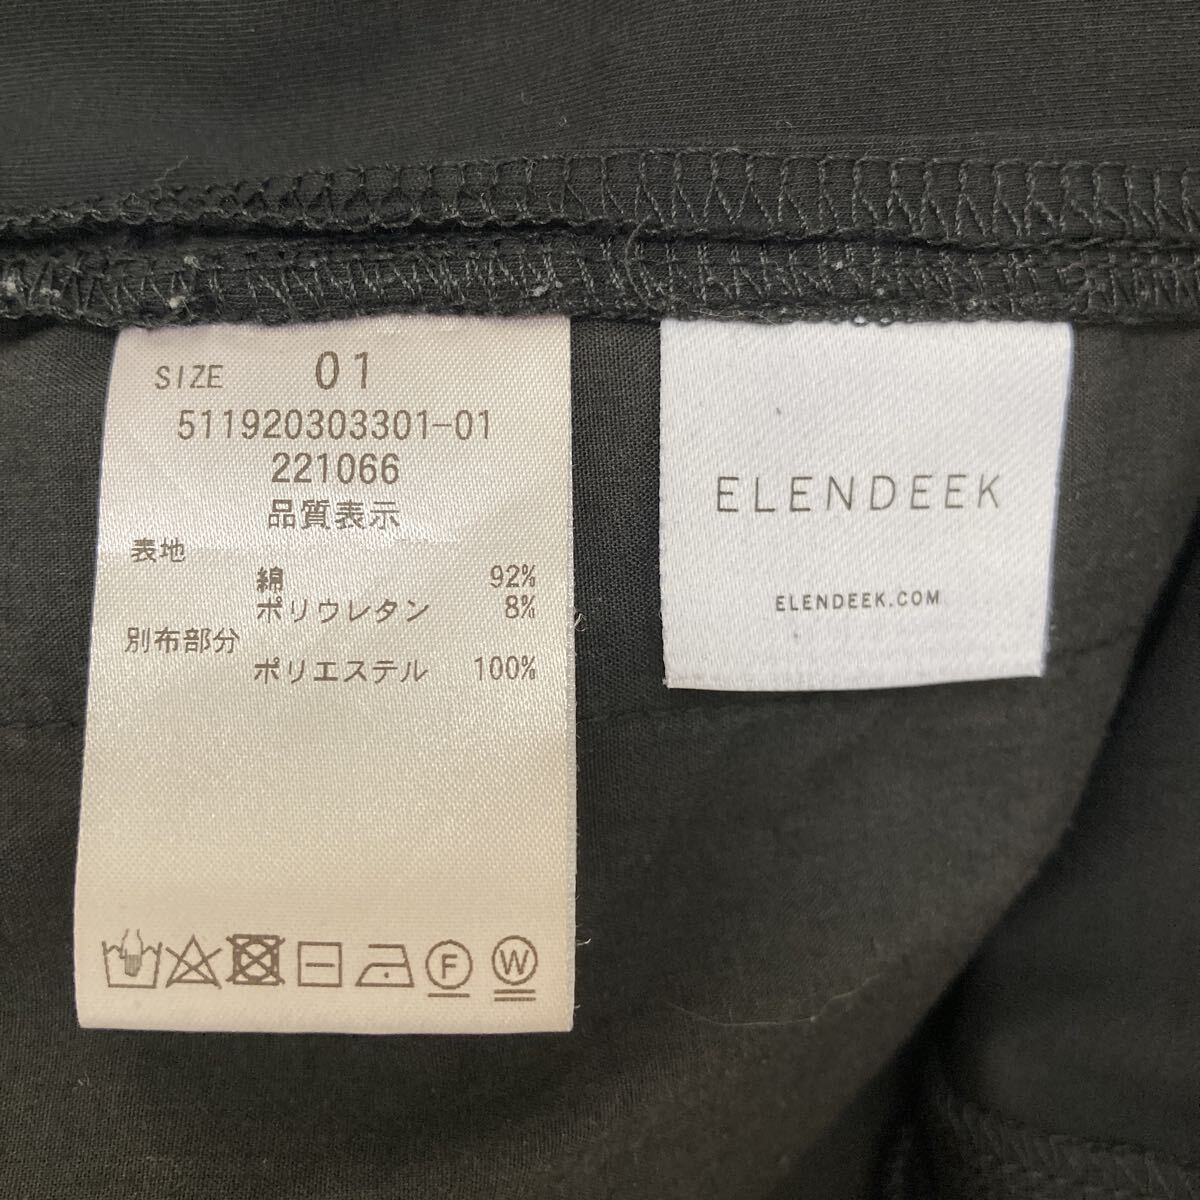 SIZE 01
511920303301-01
221066
品質表示
表地
綿 92%
ポリウレタン 8%
別布部分
ポリエステル 100%
F W
ELENDEEK
ELENDEEK.COM